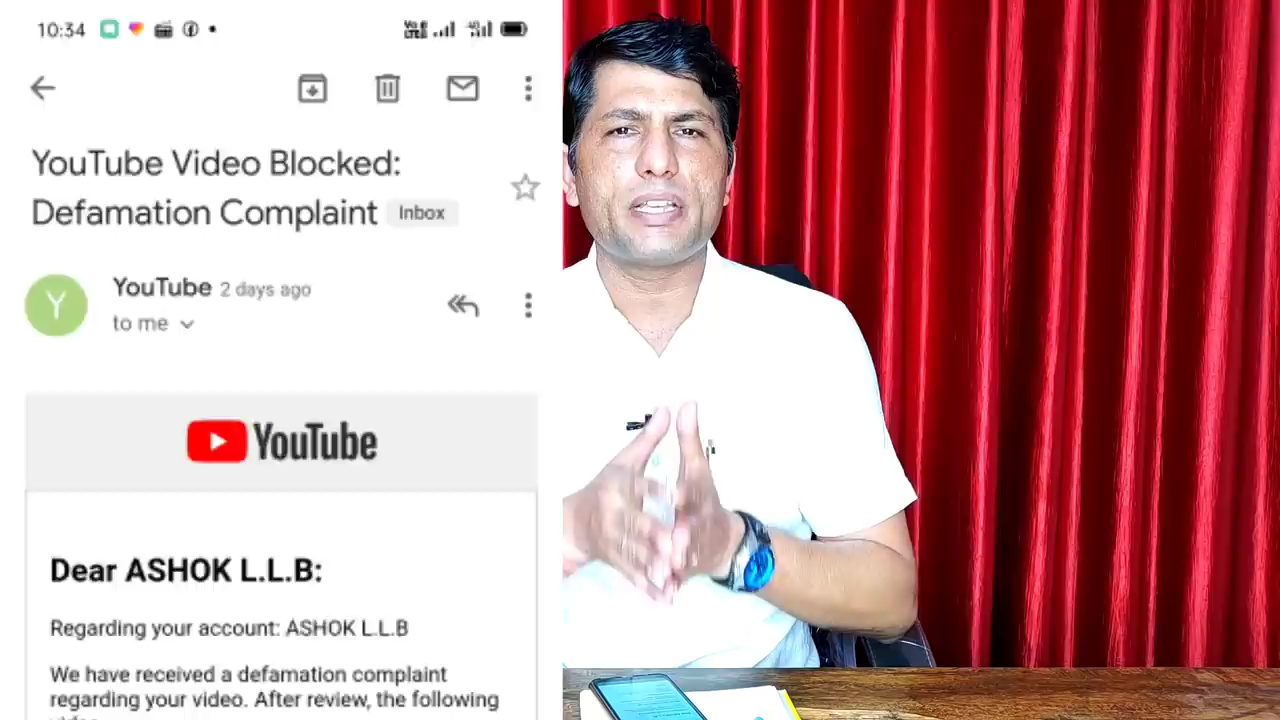 10:34
YouTube Video Blocked:
Defamation Complaint Inbox
Y
YouTube 2 days ago
to me
YouTube
Dear ASHOK L.L.B:
Regarding your account: ASHOK L.L.B
We have received a defamation complaint
regarding your video. After review, the following